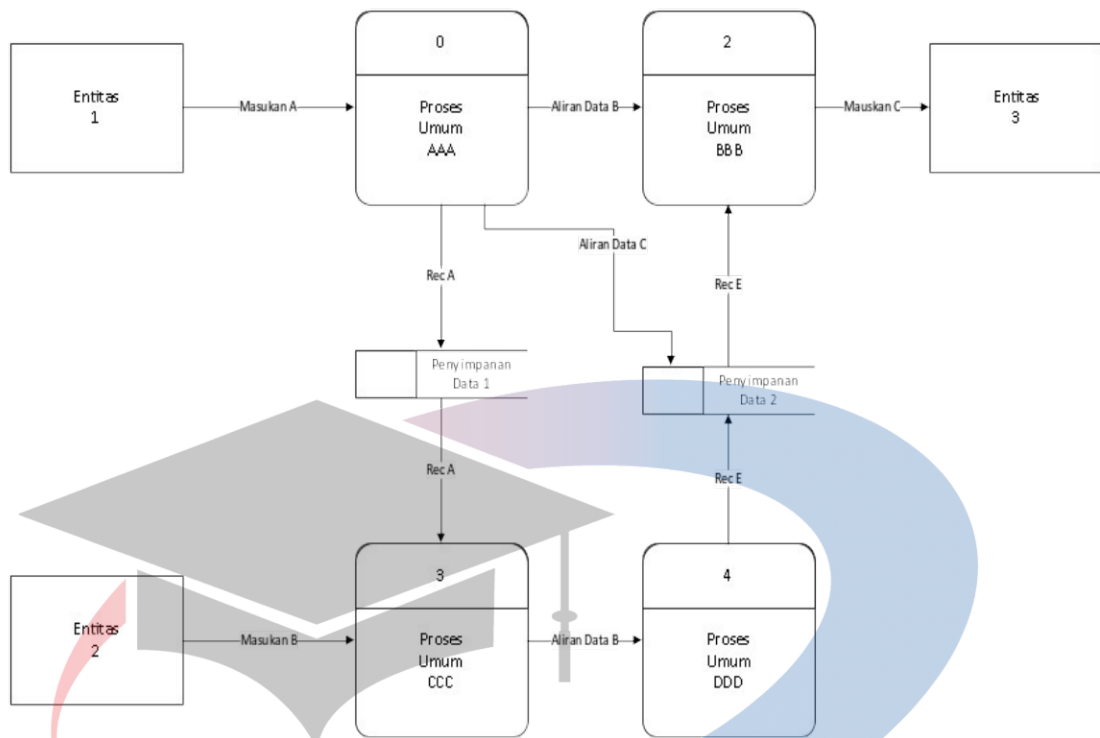 0
2
Entitas
1
Masukan A
Proses
Umum
AAA
Aliran Data B
Proses
Umum
BBB
Mauskan C
Entitas
3
Aliran Data C
Rec A
Rec E
Penyimpanan
Data 1
Penyimpanan
Data 2
Rec A
Rec E
3
4
Entitas
2
Masukan B
Proses
Umum
CCC
Aliran Data B
Proses
Umum
DDD